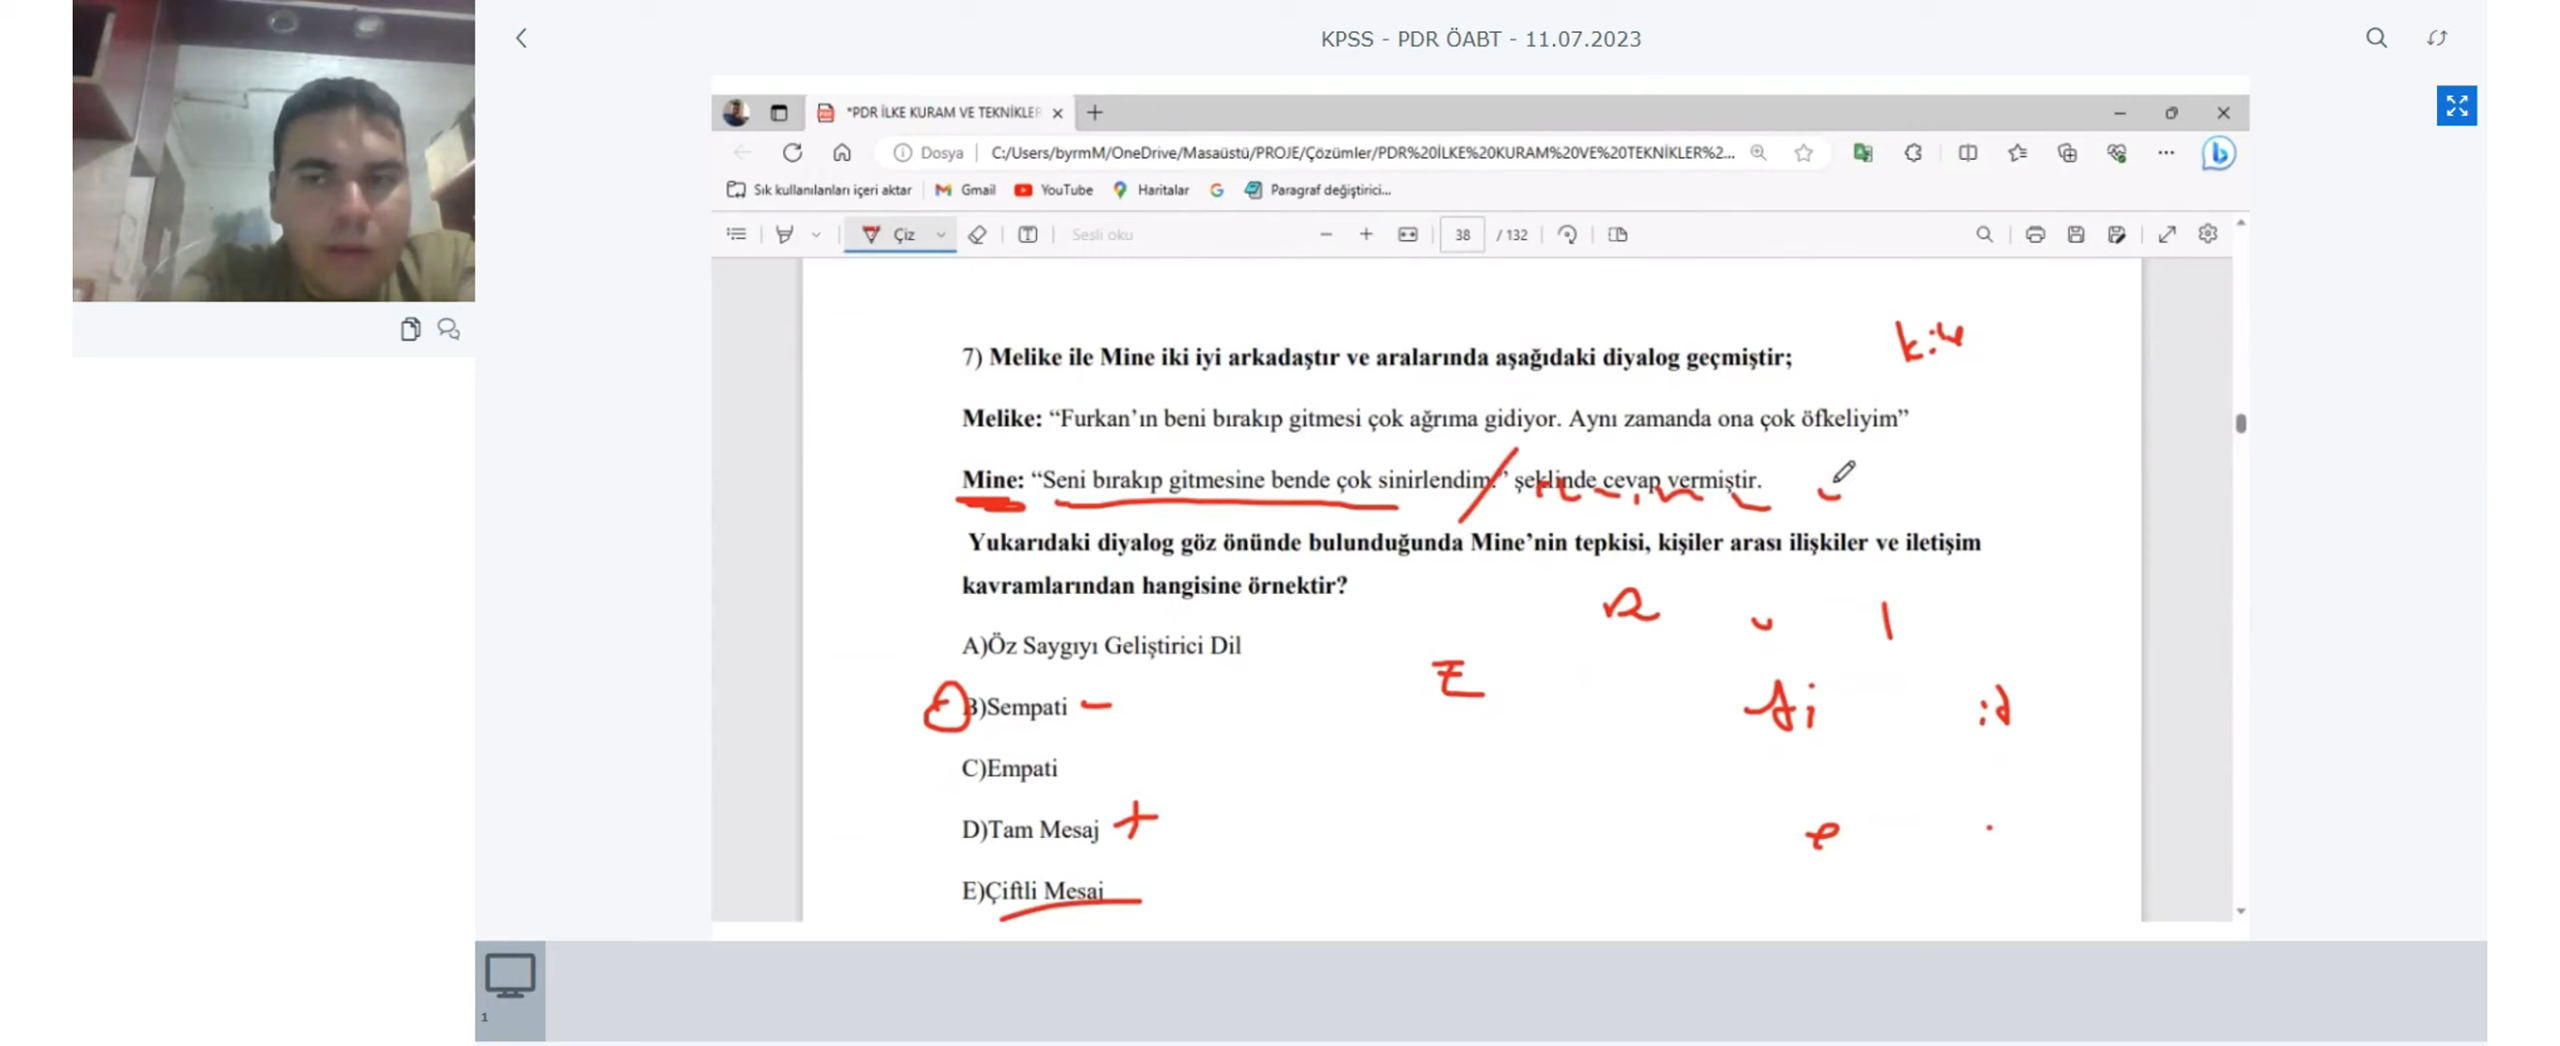 KPSS - PDR ÖABT - 11.07.2023
*PDR İLKE KURAM VE TEKNİKLER
Dosya | C:/Users/byrmM/OneDrive/Masaüstü/PROJE/Çözümler/PDR%20İLKE%20KURAM%20VE%20TEKNİKLER%2...
Sık kullanılanları içeri aktar Gmail YouTube Haritalar Paragraf değiştirici...
Çiz Sesli oku 38 / 132
7) Melike ile Mine iki iyi arkadaştır ve aralarında aşağıdaki diyalog geçmiştir;
Melike: “Furkan’ın beni bırakıp gitmesi çok ağrıma gidiyor. Aynı zamanda ona çok öfkeliyim”
Mine: “Seni bırakıp gitmesine bende çok sinirlendim.” şeklinde cevap vermiştir.
Yukarıdaki diyalog göz önünde bulunduğunda Mine’nin tepkisi, kişiler arası ilişkiler ve iletişim
kavramlarından hangisine örnektir?
A)Öz Saygıyı Geliştirici Dil
B)Sempati
C)Empati
D)Tam Mesaj
E)Çiftli Mesaj
1